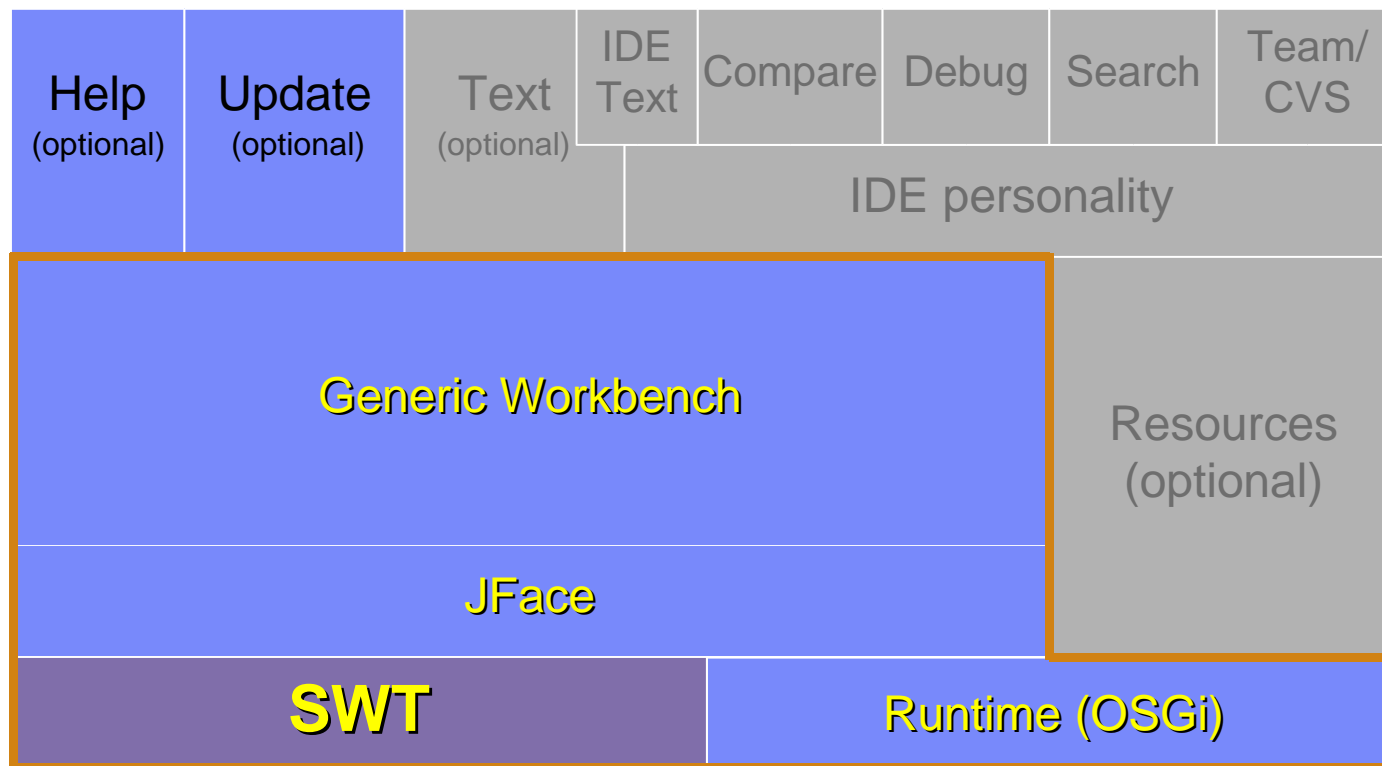 Help
(optional)
Update
(optional)
Text
(optional)
IDE
Text
Compare
Debug
Search
Team/
CVS
IDE personality
Generic Workbench
Resources
(optional)
JFace
SWT
Runtime (OSGi)